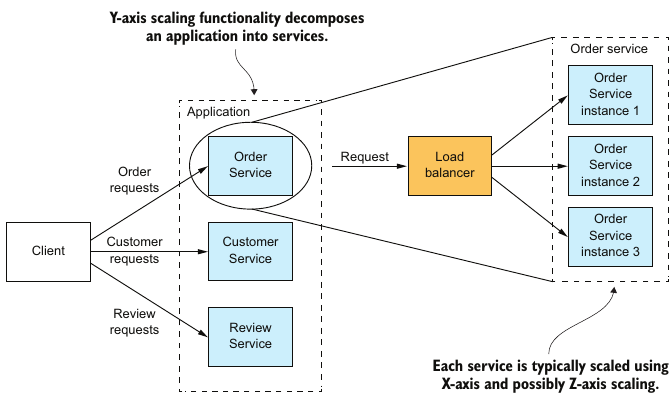 Y-axis scaling functionality decomposes
an application into services.
Application
Order service
Order
Service
instance 1
Order
Service
Request
Load
balancer
Order
Service
instance 2
Order
requests
Client
Customer
requests
Customer
Service
Order
Service
instance 3
Review
requests
Review
Service
Each service is typically scaled using
X-axis and possibly Z-axis scaling.